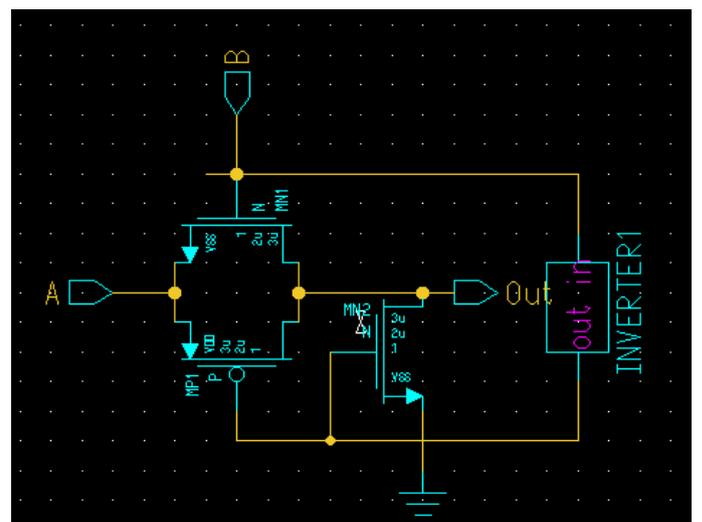 B
N
MN1
VSS
1
2u
3u
A
Out
out in
INVERTER1
MN2
N
3u
2u
1
VSS
VDD
3u
2u
1
MP1
P